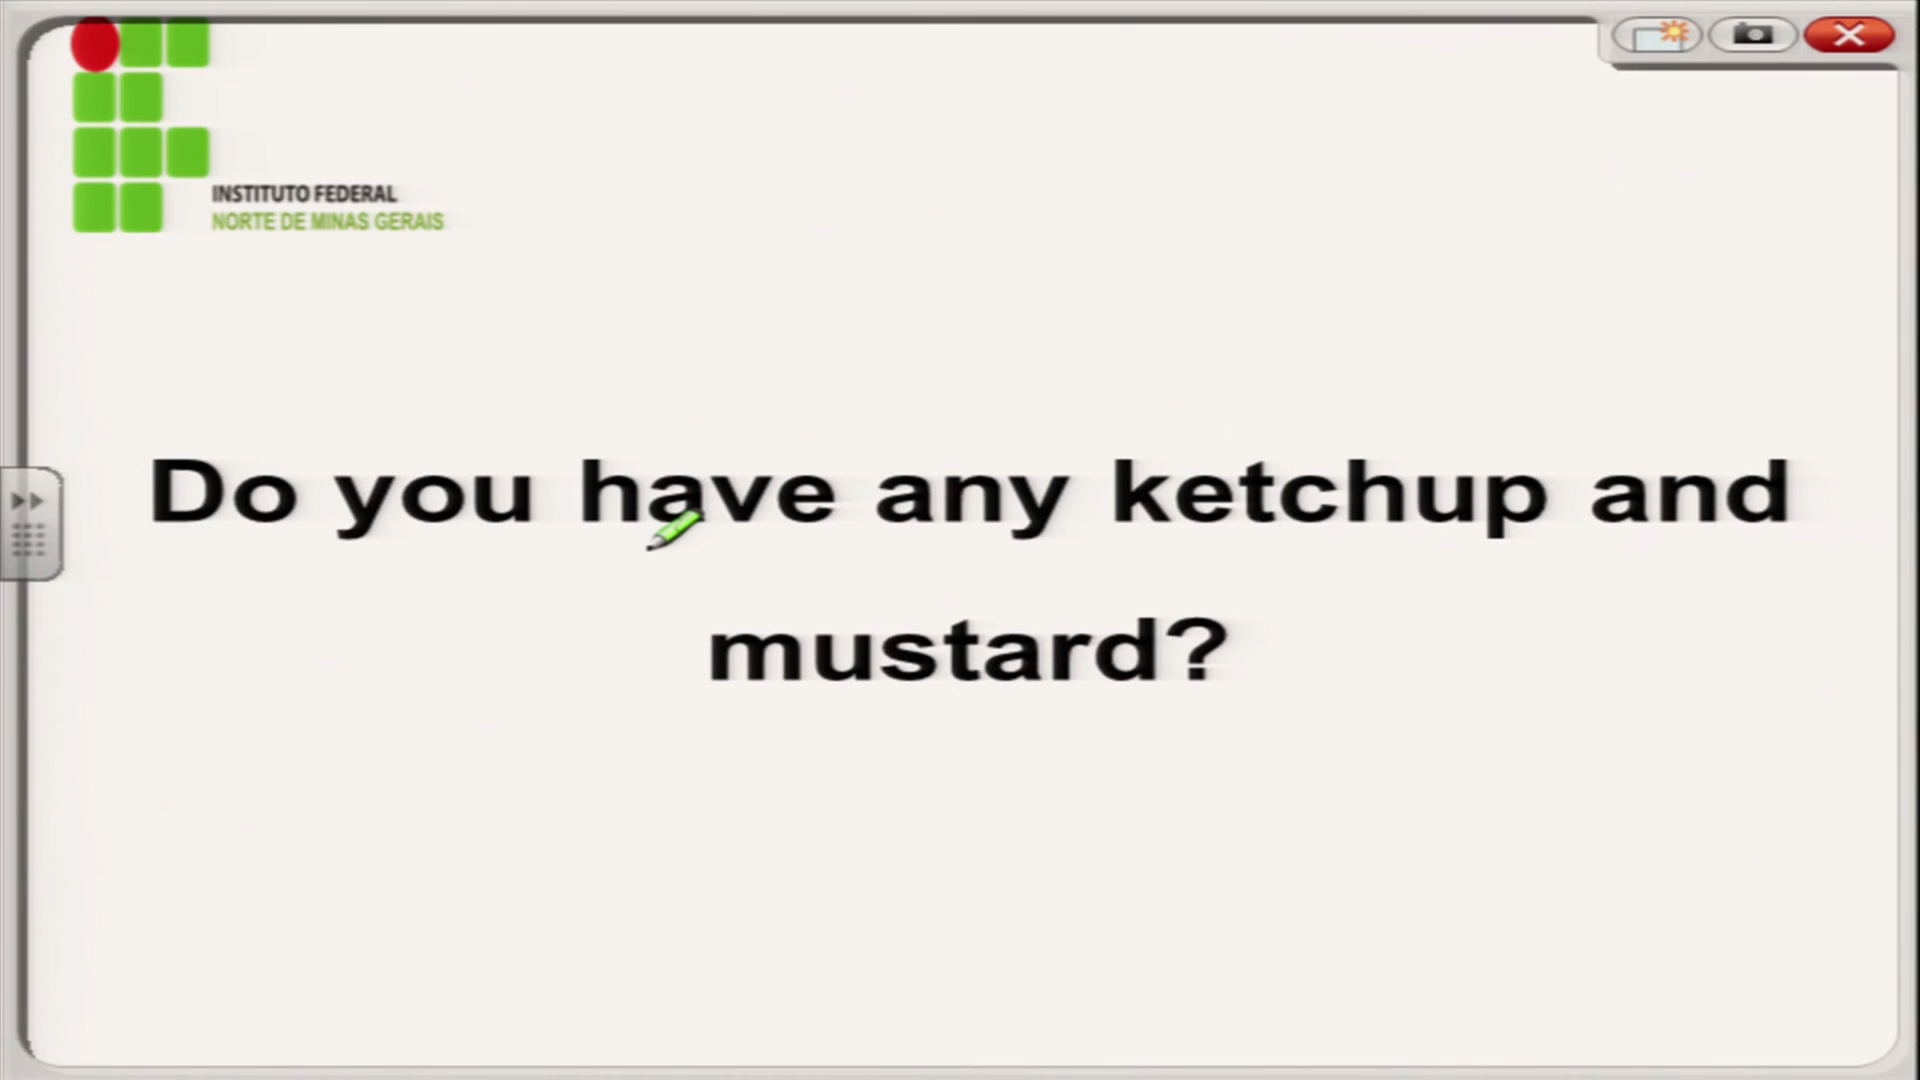 INSTITUTO FEDERAL
NORTE DE MINAS GERAIS
Do you have any ketchup and
mustard?